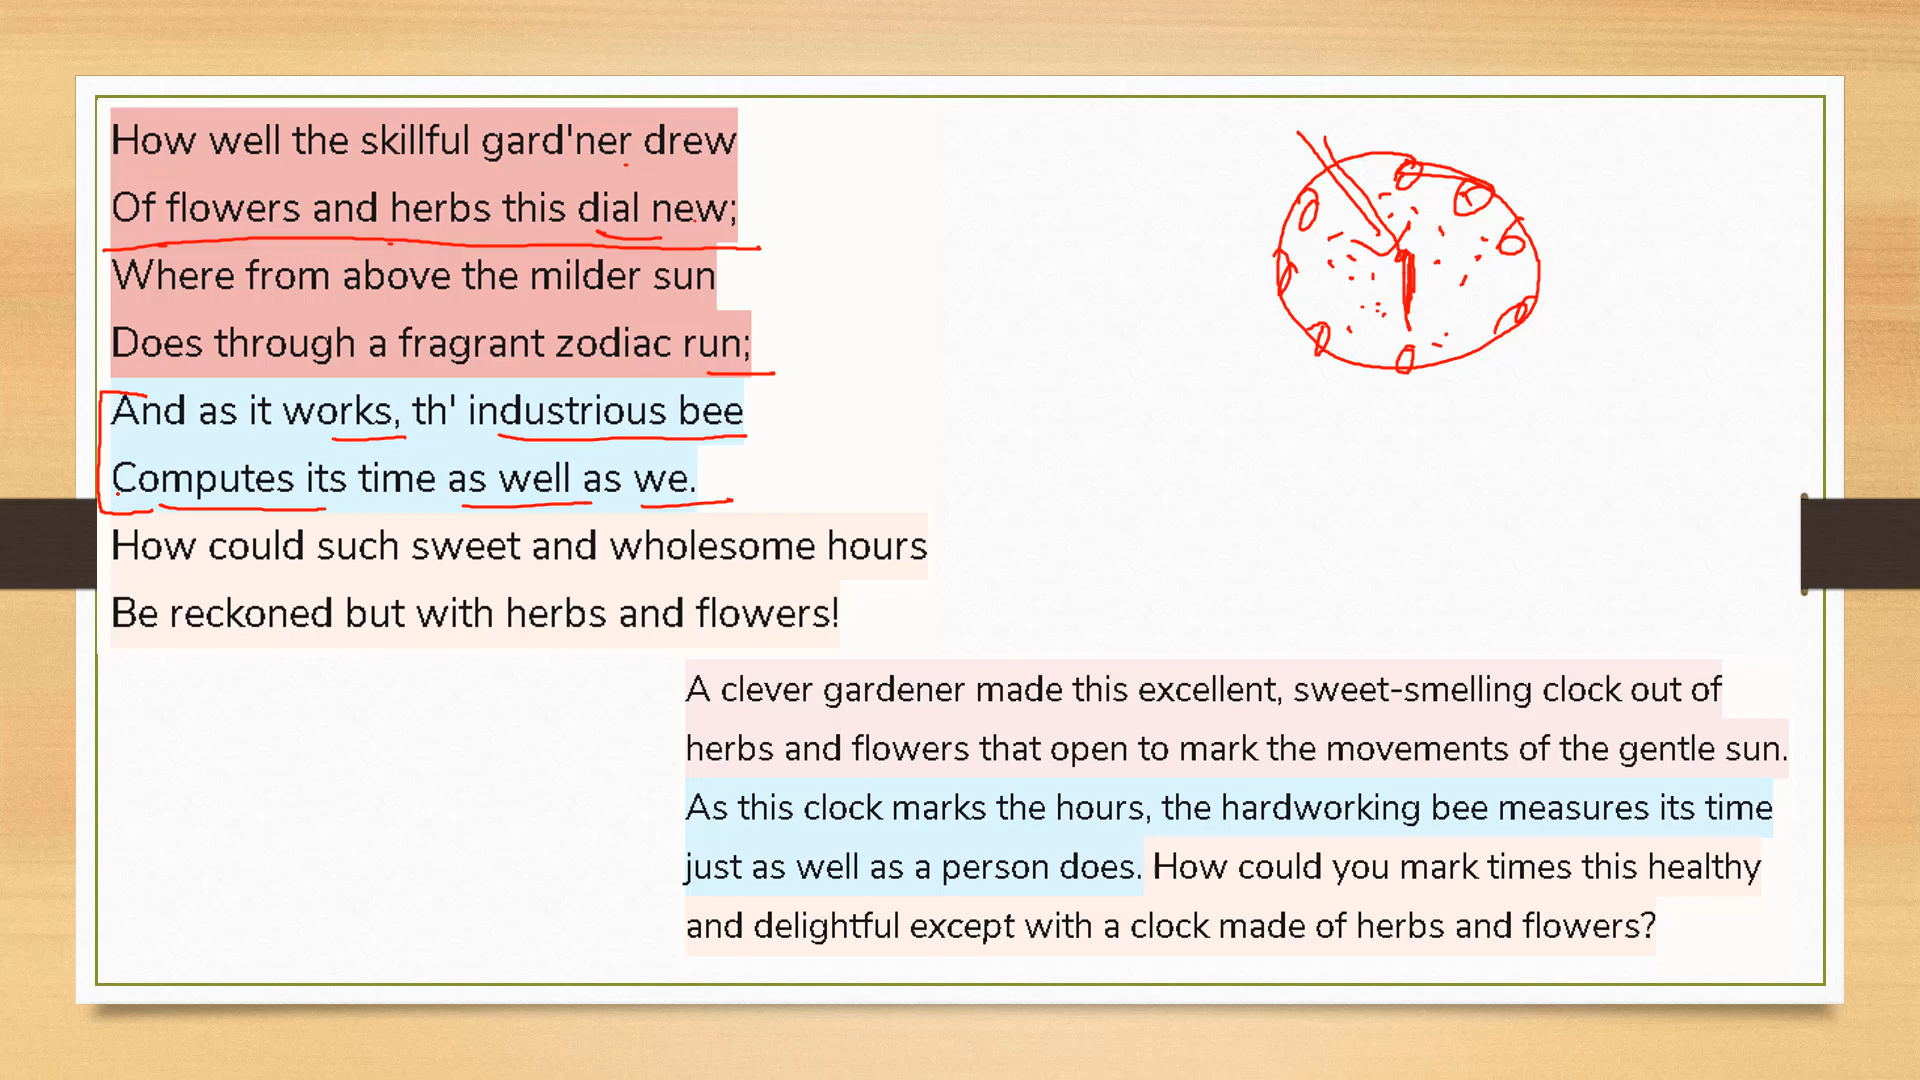 How well the skillful gard'ner drew
Of flowers and herbs this dial new;
Where from above the milder sun
Does through a fragrant zodiac run;
And as it works, th' industrious bee
Computes its time as well as we.
How could such sweet and wholesome hours
Be reckoned but with herbs and flowers!
A clever gardener made this excellent, sweet-smelling clock out of
herbs and flowers that open to mark the movements of the gentle sun.
As this clock marks the hours, the hardworking bee measures its time
just as well as a person does. How could you mark times this healthy
and delightful except with a clock made of herbs and flowers?